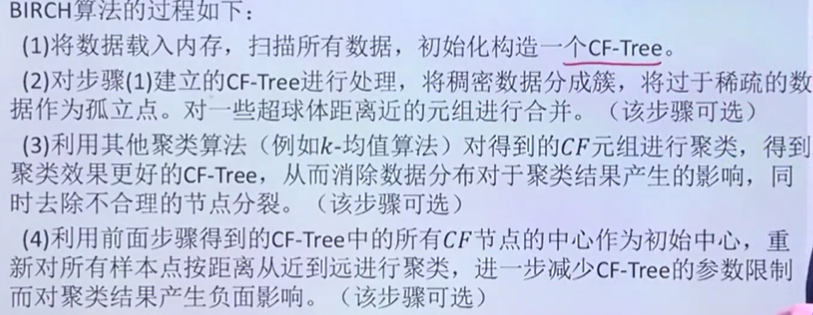 BIRCH算法的过程如下：
(1)将数据载入内存，扫描所有数据，初始化构造一个CF-Tree。
(2)对步骤(1)建立的CF-Tree进行处理，将稠密数据分成簇，将过于稀疏的数
据作为孤立点。对一些超球体距离近的元组进行合并。（该步骤可选）
(3)利用其他聚类算法（例如k-均值算法）对得到的CF元组进行聚类，得到
聚类效果更好的CF-Tree，从而消除数据分布对于聚类结果产生的影响，同
时去除不合理的节点分裂。（该步骤可选）
(4)利用前面步骤得到的CF-Tree中的所有CF节点的中心作为初始中心，重
新对所有样本点按距离从近到远进行聚类，进一步减少CF-Tree的参数限制
而对聚类结果产生负面影响。（该步骤可选）